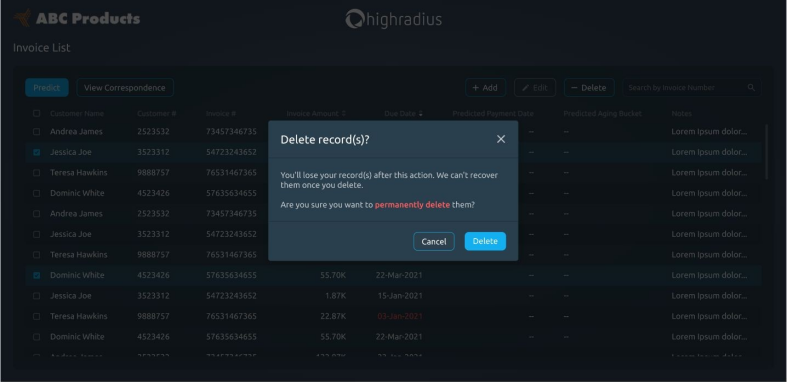 ABC Products
highradius
Invoice List
Predict View Correspondence + Add Edit − Delete Search by Invoice Number
Customer Name Customer # Invoice # Invoice Amount Due Date Predicted Payment Date Predicted Aging Bucket Notes
Andrea James 2523532 73457346735 -- -- Lorem Ipsum dolor...
Jessica Joe 3523312 54723243652 -- -- Lorem Ipsum dolor...
Teresa Hawkins 9888757 76531467365 -- -- Lorem Ipsum dolor...
Dominic White 4523426 57635634655 -- -- Lorem Ipsum dolor...
Andrea James 2523532 73457346735 -- -- Lorem Ipsum dolor...
Jessica Joe 3523312 54723243652 -- -- Lorem Ipsum dolor...
Teresa Hawkins 9888757 76531467365 -- -- Lorem Ipsum dolor...
Delete record(s)?
You'll lose your record(s) after this action. We can't recover
them once you delete.
Are you sure you want to permanently delete them?
Cancel Delete
Dominic White 4523426 57635634655 55.70K 22-Mar-2021 -- -- Lorem Ipsum dolor...
Jessica Joe 3523312 54723243652 1.87K 15-Jan-2021 -- -- Lorem Ipsum dolor...
Teresa Hawkins 9888757 76531467365 22.87K 03-Jan-2021 -- -- Lorem Ipsum dolor...
Dominic White 4523426 57635634655 55.70K 22-Mar-2021 -- -- Lorem Ipsum dolor...